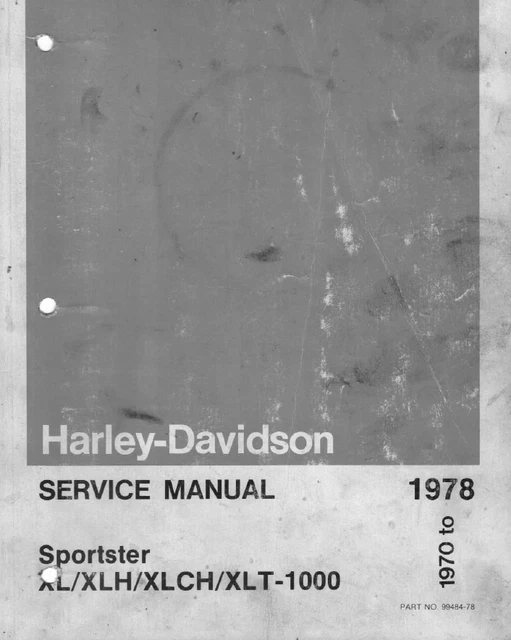 Harley-Davidson
SERVICE MANUAL
1970 to
1978
Sportster
XL/XLH/XLCH/XLT-1000
PART NO. 99484-78